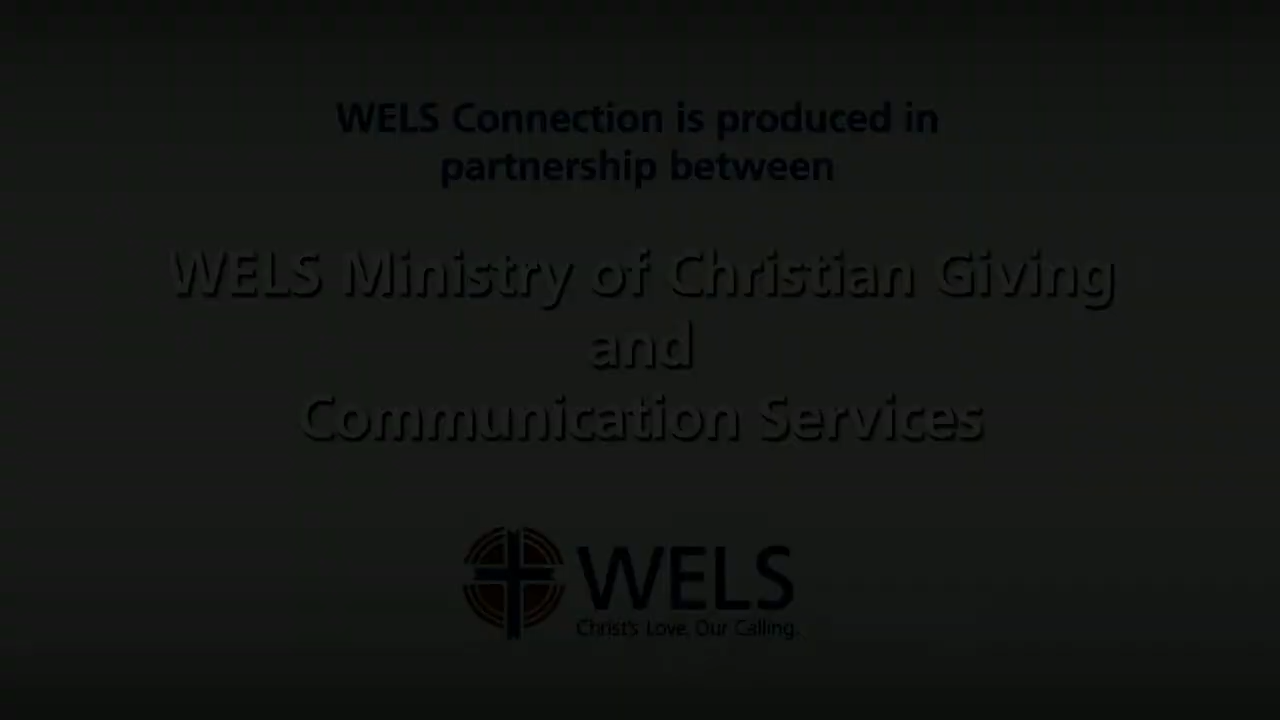 WELS Connection is produced in
partnership between
WELS Ministry of Christian Giving
and
Communication Services
WELS
Christ's Love, Our Calling.